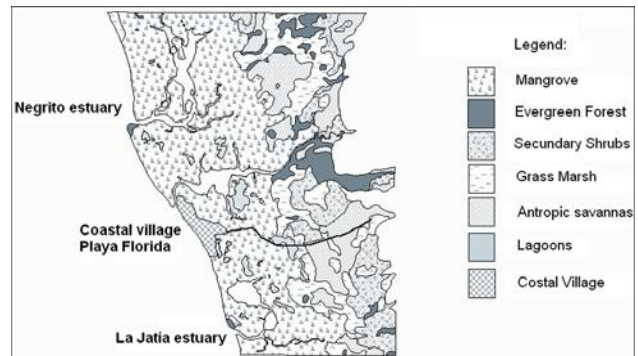 Legend:
Mangrove
Negrito estuary
Evergreen Forest
Secundary Shrubs
Grass Marsh
Antropic savannas
Coastal village
Playa Florida
Lagoons
Costal Village
La Jatía estuary